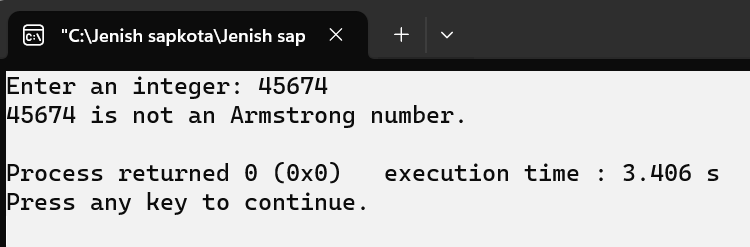 "C:\Jenish sapkota\Jenish sap
Enter an integer: 45674
45674 is not an Armstrong number.
Process returned 0 (0x0)   execution time : 3.406 s
Press any key to continue.